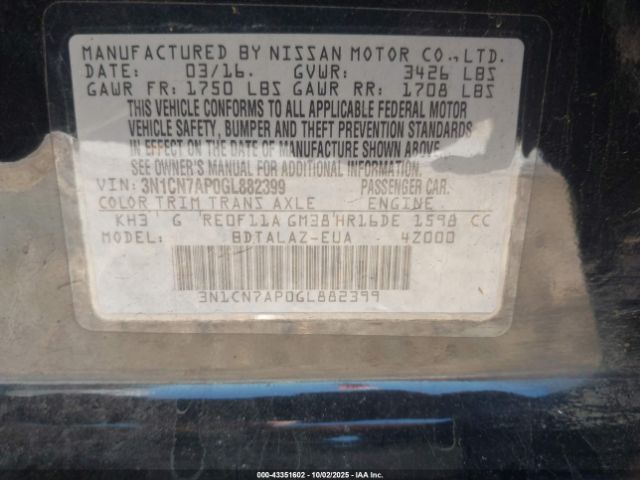 MANUFACTURED BY NISSAN MOTOR CO., LTD.
DATE: 03/16. GVWR: 3426 LBS
GAWR FR: 1750 LBS GAWR RR: 1708 LBS
THIS VEHICLE CONFORMS TO ALL APPLICABLE FEDERAL MOTOR
VEHICLE SAFETY, BUMPER AND THEFT PREVENTION STANDARDS
IN EFFECT ON THE DATE OF MANUFACTURE SHOWN ABOVE.
SEE OWNER'S MANUAL FOR ADDITIONAL INFORMATION.
VIN: 3N1CN7AP0GL882399 PASSENGER CAR.
COLOR TRIM TRANS AXLE ENGINE
KH3 G RE0F11A GM38 HR16DE 1598 CC
MODEL: BDTALAZ-EUA 4Z000
3N1CN7AP0GL882399
000-43351602 10/02/2025 IAAI, Inc.